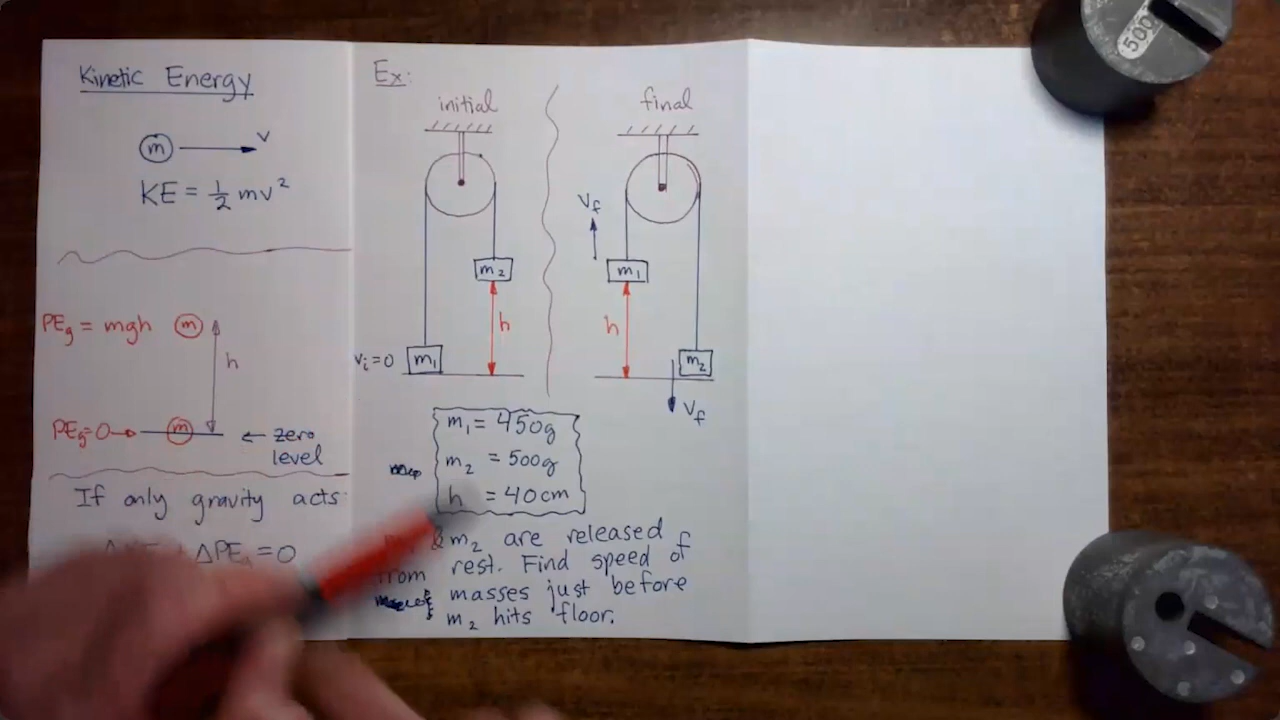 Kinetic Energy
m
v
KE = ½ mv²
PEg = mgh
m
h
PEg=0
m
← zero
level
If only gravity acts:
ΔPEg = 0
Ex:
initial
m₂
h
vi=0
m₁
final
Vf
m₁
h
m₂
Vf
m₁ = 450g
m₂ = 500g
h = 40cm
& m₂ are released
from rest. Find speed of
masses just before
m₂ hits floor.
500